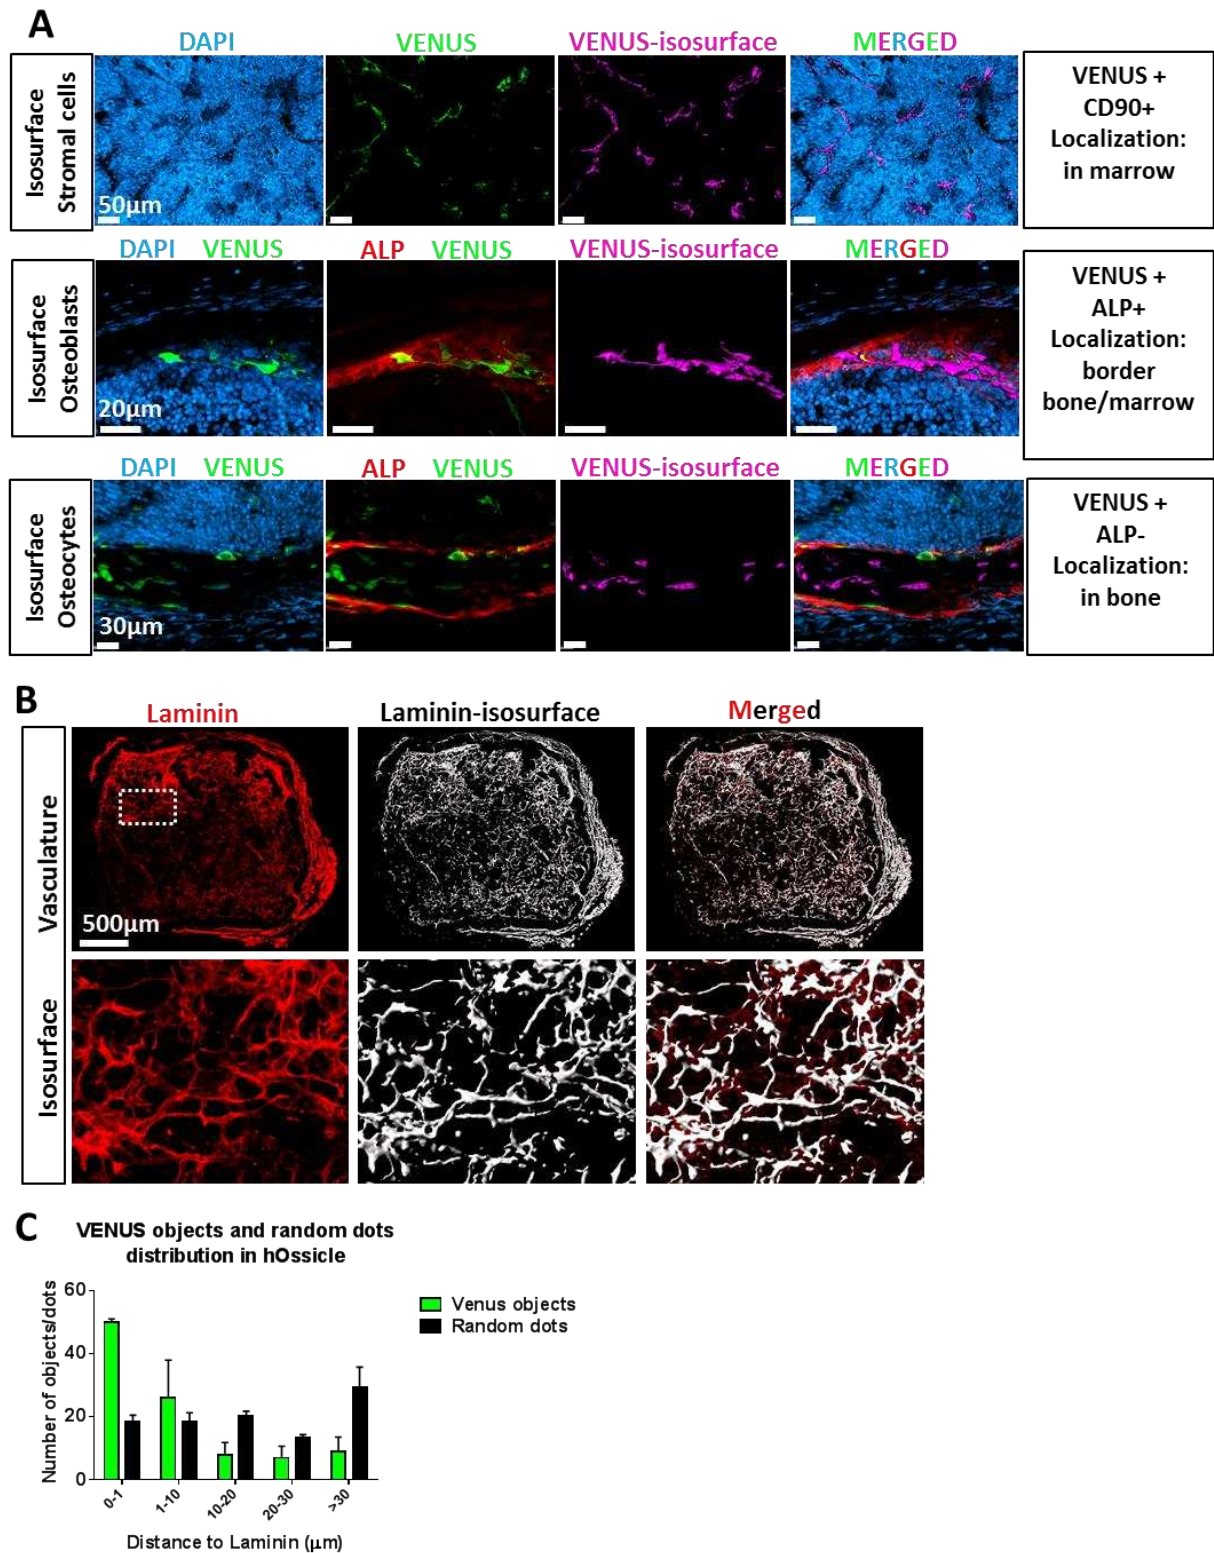 A
DAPI VENUS VENUS-isosurface MERGED
Isosurface
Stromal cells
50µm
VENUS +
CD90+
Localization:
in marrow
DAPI VENUS ALP VENUS VENUS-isosurface MERGED
Isosurface
Osteoblasts
20µm
VENUS +
ALP+
Localization:
border
bone/marrow
DAPI VENUS ALP VENUS VENUS-isosurface MERGED
Isosurface
Osteocytes
30µm
VENUS +
ALP-
Localization:
in bone
B
Laminin Laminin-isosurface Merged
Isosurface Vasculature
500µm
C
VENUS objects and random dots
distribution in hOssicle
Number of objects/dots
60
40
20
0
0-1 1-10 10-20 20-30 >30
Distance to Laminin (µm)
Venus objects
Random dots